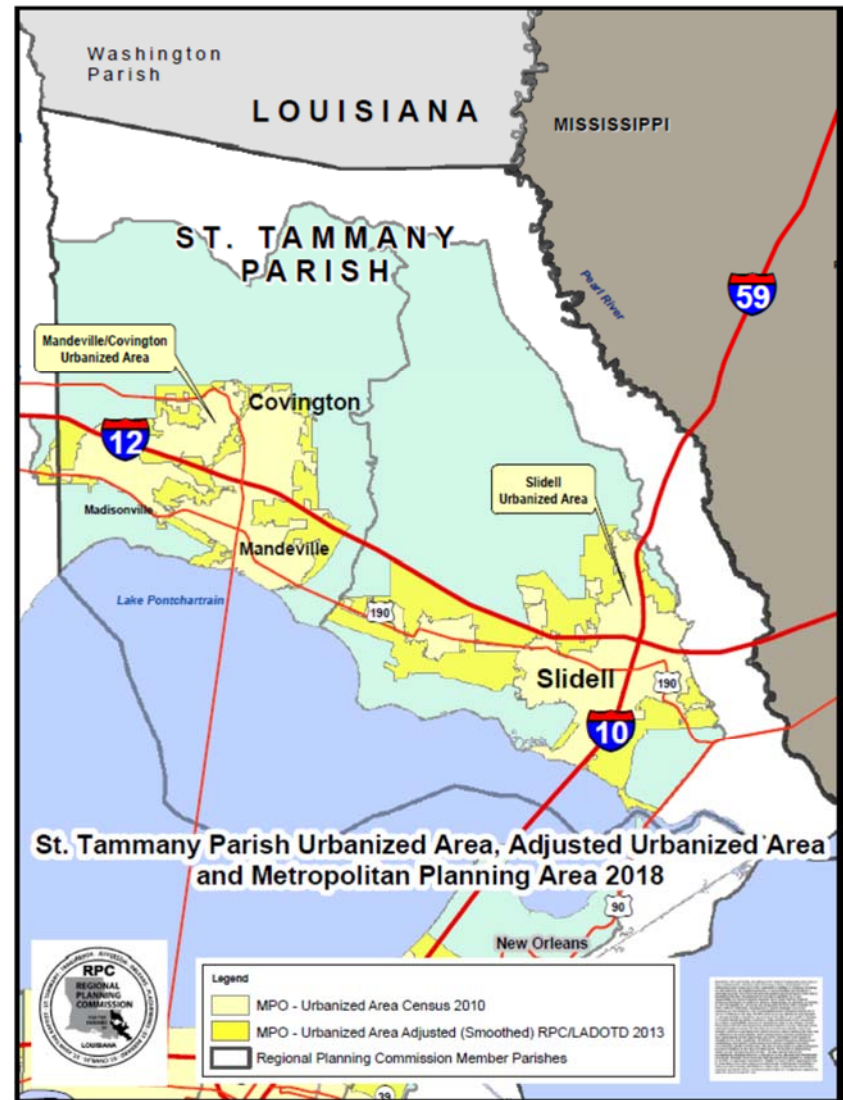 Washington
Parish
LOUISIANA
MISSISSIPPI
ST. TAMMANY
PARISH
Pearl River
59
Mandeville/Covington
Urbanized Area
Covington
12
Slidell
Urbanized Area
Madisonville
Mandeville
Lake Pontchartrain
190
Slidell
190
10
St. Tammany Parish Urbanized Area, Adjusted Urbanized Area
and Metropolitan Planning Area 2018
90
New Orleans
RPC
REGIONAL
PLANNING
COMMISSION
LOUISIANA
Legend
MPO - Urbanized Area Census 2010
MPO - Urbanized Area Adjusted (Smoothed) RPC/LADOTD 2013
Regional Planning Commission Member Parishes
39